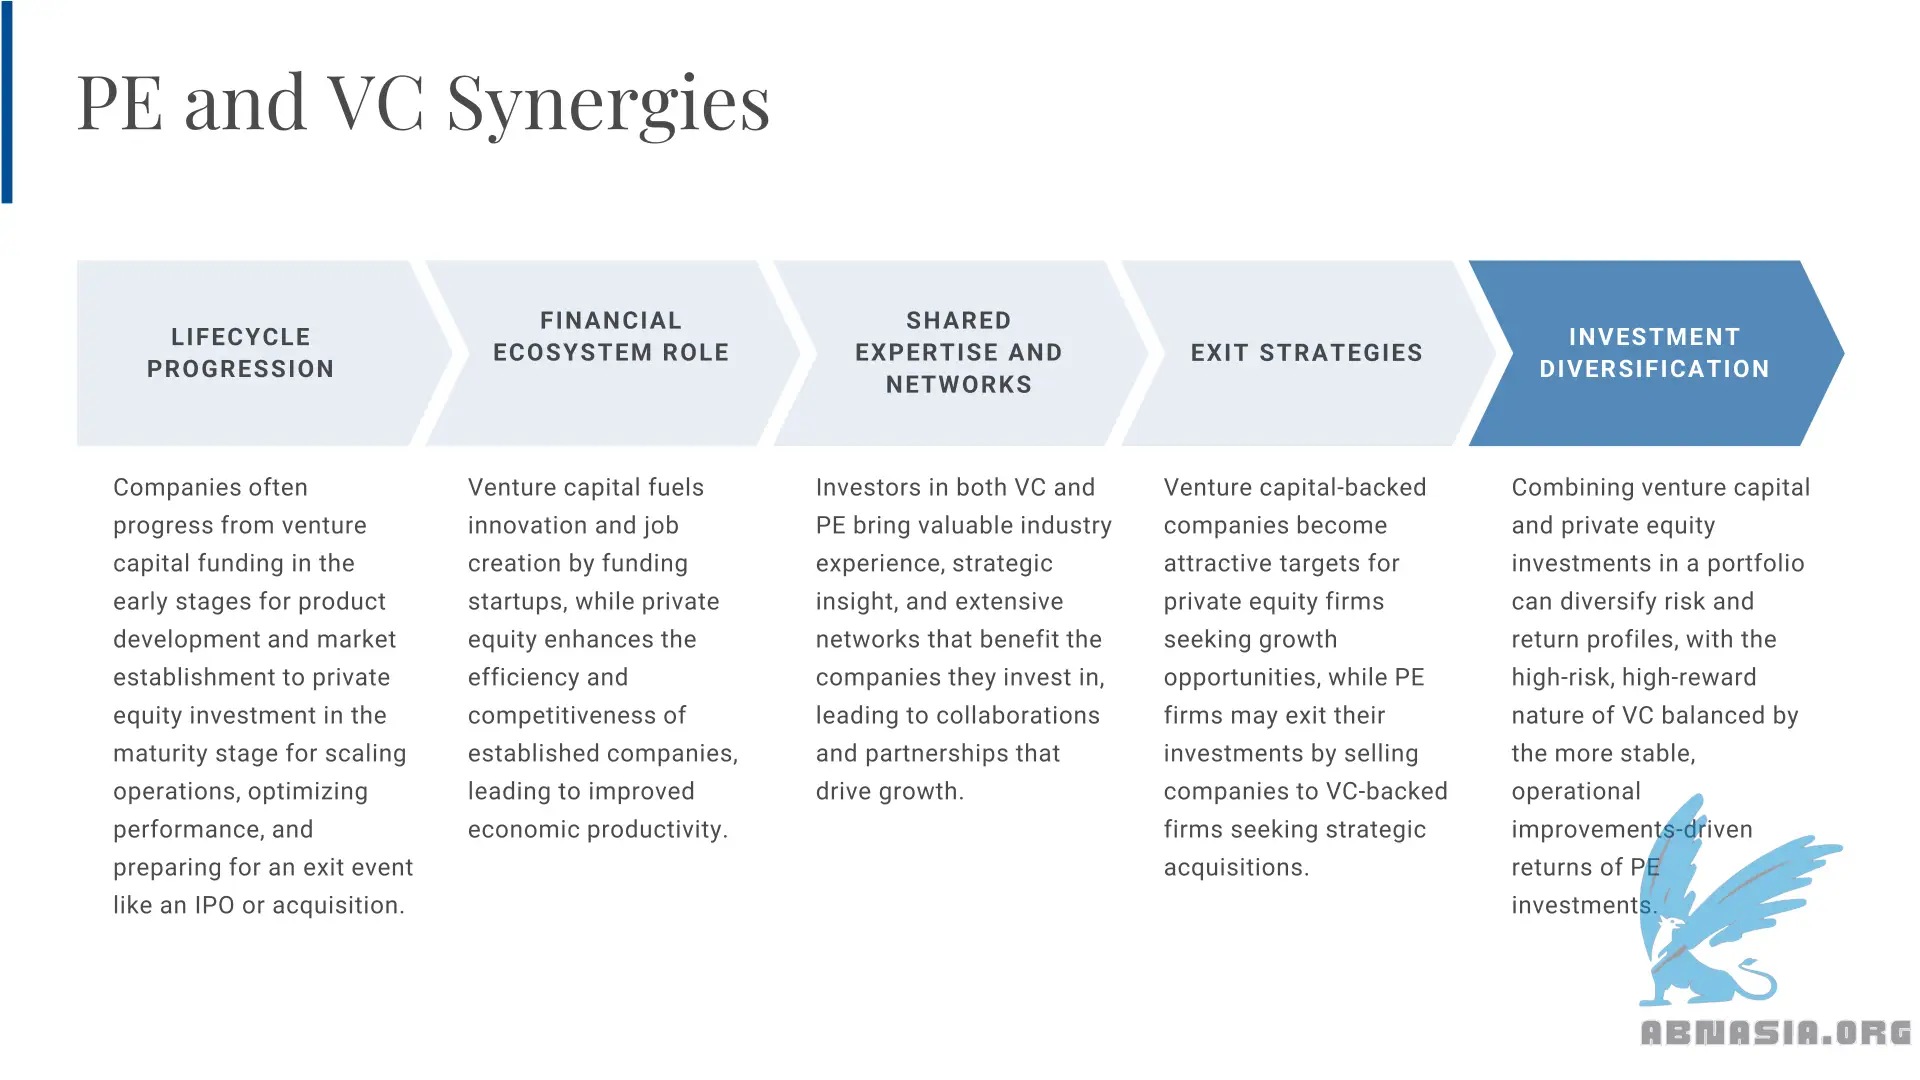 PE and VC Synergies
LIFECYCLE
PROGRESSION
Companies often
progress from venture
capital funding in the
early stages for product
development and market
establishment to private
equity investment in the
maturity stage for scaling
operations, optimizing
performance, and
preparing for an exit event
like an IPO or acquisition.
FINANCIAL
ECOSYSTEM ROLE
Venture capital fuels
innovation and job
creation by funding
startups, while private
equity enhances the
efficiency and
competitiveness of
established companies,
leading to improved
economic productivity.
SHARED
EXPERTISE AND
NETWORKS
Investors in both VC and
PE bring valuable industry
experience, strategic
insight, and extensive
networks that benefit the
companies they invest in,
leading to collaborations
and partnerships that
drive growth.
EXIT STRATEGIES
Venture capital-backed
companies become
attractive targets for
private equity firms
seeking growth
opportunities, while PE
firms may exit their
investments by selling
companies to VC-backed
firms seeking strategic
acquisitions.
INVESTMENT
DIVERSIFICATION
Combining venture capital
and private equity
investments in a portfolio
can diversify risk and
return profiles, with the
high-risk, high-reward
nature of VC balanced by
the more stable,
operational
improvements-driven
returns of PE
investments.
ABNASIA.ORG